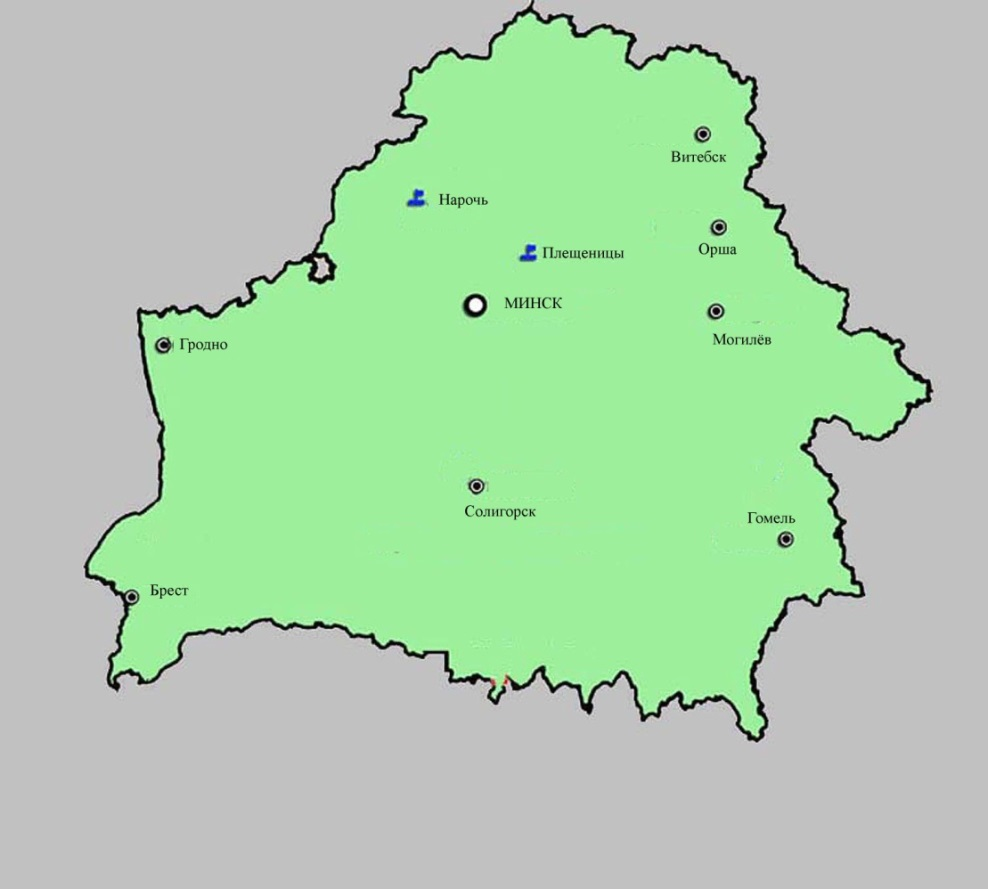 Витебск
Нарочь
Орша
Плещеницы
МИНСК
Могилёв
Гродно
Солигорск
Гомель
Брест